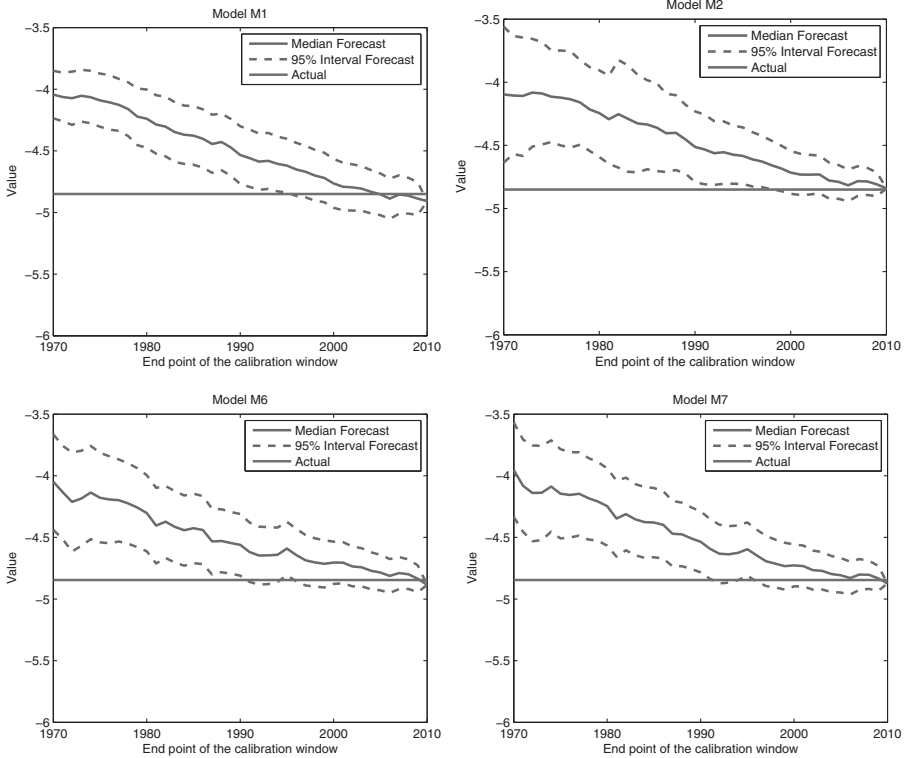 Model M1
Median Forecast
95% Interval Forecast
Actual
Value
−3.5
−4
−4.5
−5
−5.5
−6
1970
1980
1990
2000
2010
End point of the calibration window
Model M2
Median Forecast
95% Interval Forecast
Actual
Value
−3.5
−4
−4.5
−5
−5.5
−6
1970
1980
1990
2000
2010
End point of the calibration window
Model M6
Median Forecast
95% Interval Forecast
Actual
Value
−3.5
−4
−4.5
−5
−5.5
−6
1970
1980
1990
2000
2010
End point of the calibration window
Model M7
Median Forecast
95% Interval Forecast
Actual
Value
−3.5
−4
−4.5
−5
−5.5
−6
1970
1980
1990
2000
2010
End point of the calibration window